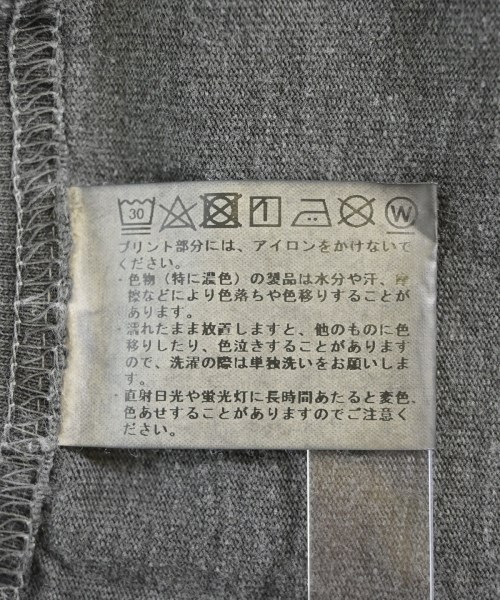 30
W
プリント部分には、アイロンをかけないで
ください。
・色物（特に濃色）の製品は水分や汗、摩
擦などにより色落ちや色移りすることが
あります。
・濡れたまま放置しますと、他のものに色
移りしたり、色泣きすることがあります
ので、洗濯の際は単独洗いをお願いしま
す。
・直射日光や蛍光灯に長時間あたると変色、
色あせすることがありますのでご注意く
ださい。